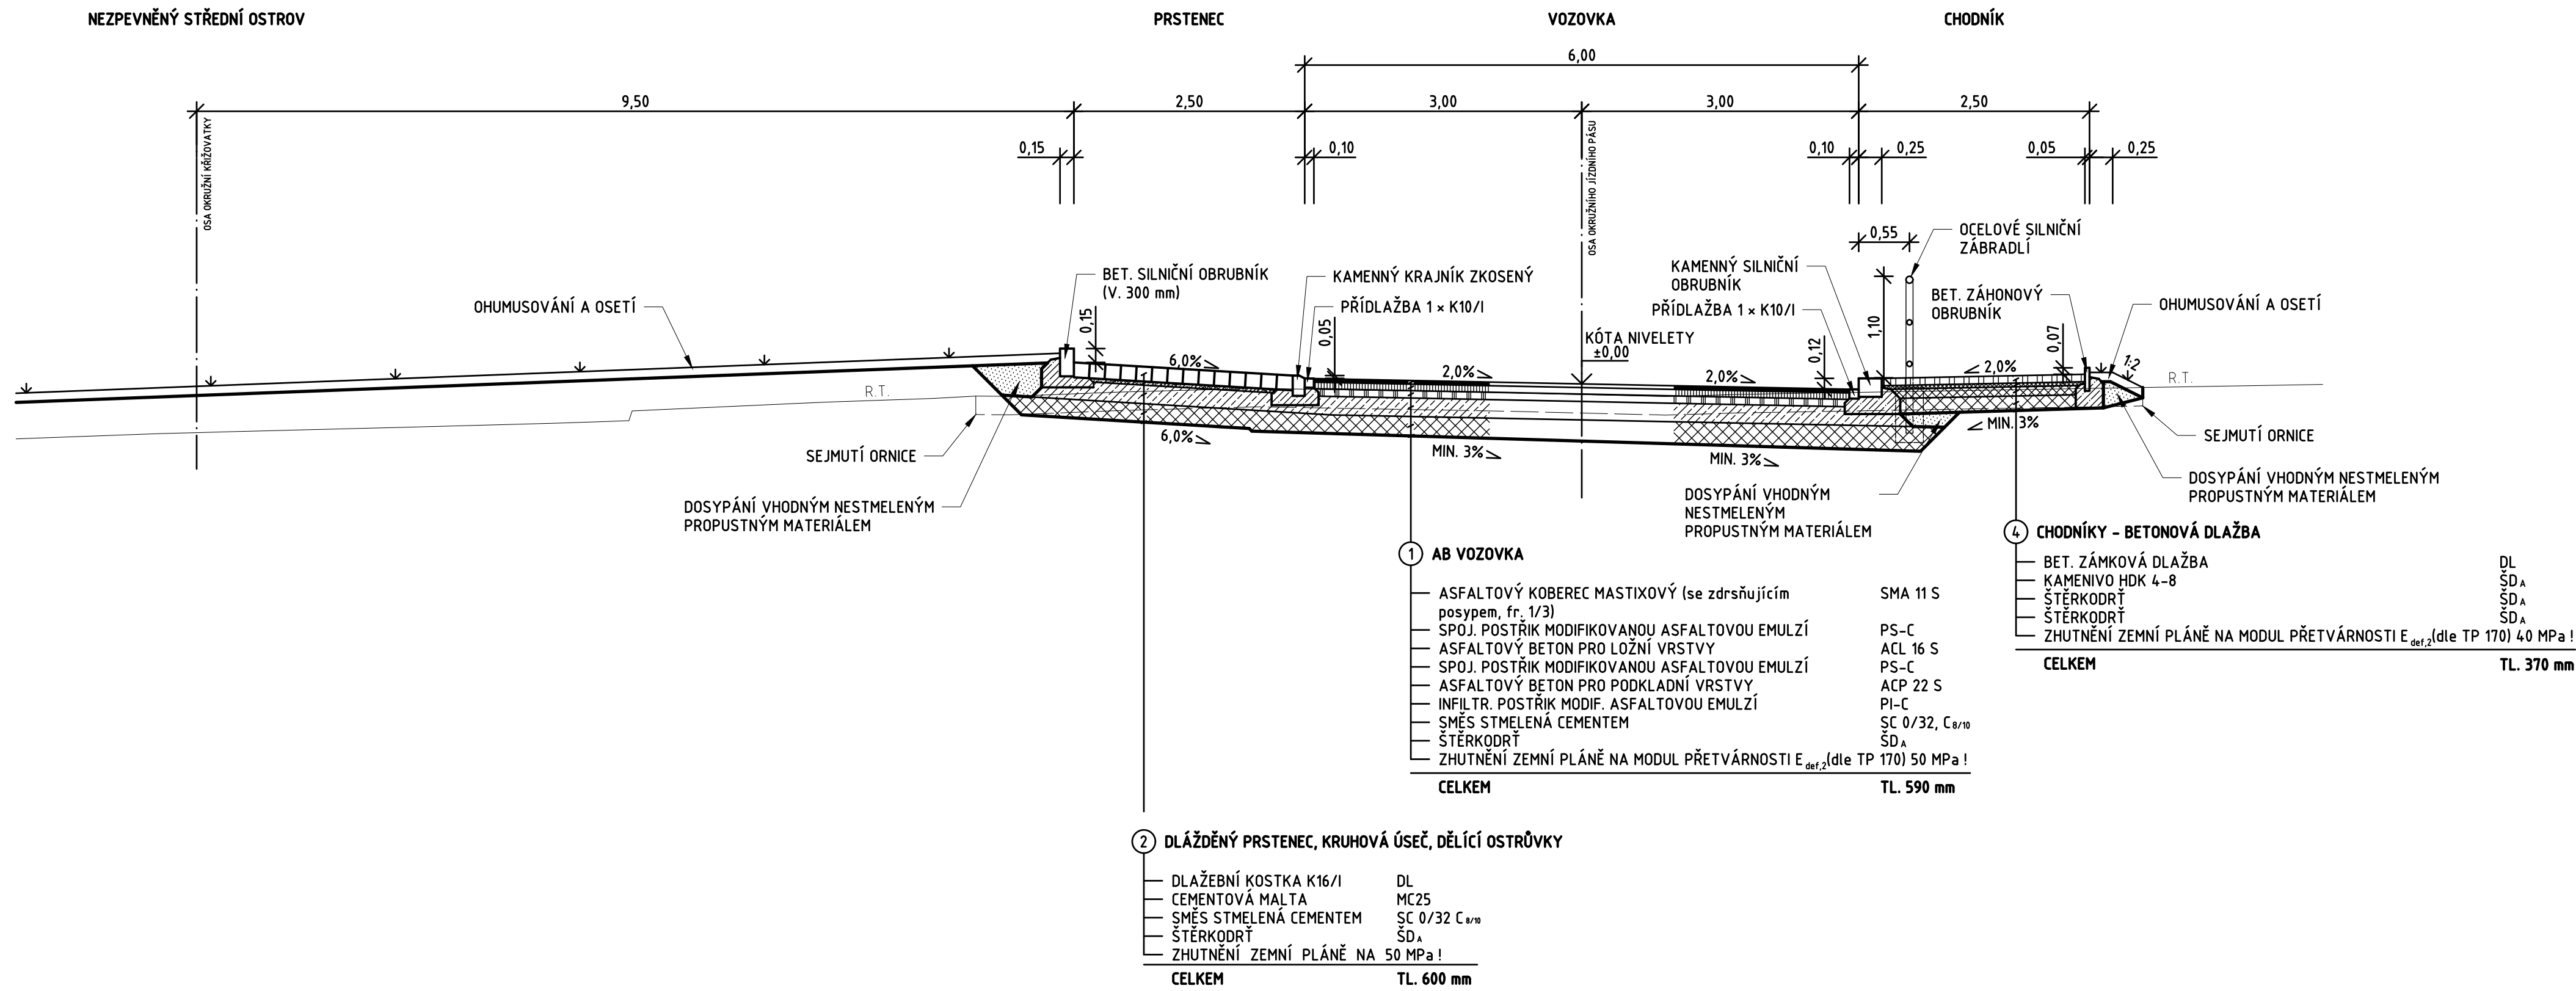 NEZPEVNĚNÝ STŘEDNÍ OSTROV
PRSTENEC
VOZOVKA
CHODNÍK
6,00
9,50
2,50
3,00
3,00
2,50
0,15
0,10
0,10
0,25
0,05
0,25
OSA OKRUŽNÍ KŘIŽOVATKY
OSA OKRUŽNÍHO JÍZDNÍHO PÁSU
0,55
OCELOVÉ SILNIČNÍ
ZÁBRADLÍ
BET. SILNIČNÍ OBRUBNÍK
(V. 300 mm)
KAMENNÝ KRAJNÍK ZKOSENÝ
KAMENNÝ SILNIČNÍ
OBRUBNÍK
BET. ZÁHONOVÝ
OBRUBNÍK
OHUMUSOVÁNÍ A OSETÍ
PŘÍDLAŽBA 1 × K10/I
PŘÍDLAŽBA 1 × K10/I
OHUMUSOVÁNÍ A OSETÍ
0,15
0,05
KÓTA NIVELETY
±0,00
0,12
1,10
0,07
6,0%
2,0%
2,0%
2,0%
1:2
R.T.
R.T.
6,0%
MIN. 3%
MIN. 3%
MIN. 3%
SEJMUTÍ ORNICE
SEJMUTÍ ORNICE
DOSYPÁNÍ VHODNÝM NESTMELENÝM
PROPUSTNÝM MATERIÁLEM
DOSYPÁNÍ VHODNÝM
NESTMELENÝM
PROPUSTNÝM MATERIÁLEM
DOSYPÁNÍ VHODNÝM NESTMELENÝM
PROPUSTNÝM MATERIÁLEM
4 CHODNÍKY - BETONOVÁ DLAŽBA
BET. ZÁMKOVÁ DLAŽBA DL
KAMENIVO HDK 4-8 ŠDA
ŠTĚRKODRŤ ŠDA
ŠTĚRKODRŤ ŠDA
ZHUTNĚNÍ ZEMNÍ PLÁNĚ NA MODUL PŘETVÁRNOSTI E def,2(dle TP 170) 40 MPa !
CELKEM TL. 370 mm
1 AB VOZOVKA
ASFALTOVÝ KOBEREC MASTIXOVÝ (se zdrsňujícím SMA 11 S
posypem, fr. 1/3)
SPOJ. POSTŘIK MODIFIKOVANOU ASFALTOVOU EMULZÍ PS-C
ASFALTOVÝ BETON PRO LOŽNÍ VRSTVY ACL 16 S
SPOJ. POSTŘIK MODIFIKOVANOU ASFALTOVOU EMULZÍ PS-C
ASFALTOVÝ BETON PRO PODKLADNÍ VRSTVY ACP 22 S
INFILTR. POSTŘIK MODIF. ASFALTOVOU EMULZÍ PI-C
SMĚS STMELENÁ CEMENTEM SC 0/32, C8/10
ŠTĚRKODRŤ ŠDA
ZHUTNĚNÍ ZEMNÍ PLÁNĚ NA MODUL PŘETVÁRNOSTI E def,2(dle TP 170) 50 MPa !
CELKEM TL. 590 mm
2 DLÁŽDĚNÝ PRSTENEC, KRUHOVÁ ÚSEČ, DĚLÍCÍ OSTRŮVKY
DLAŽEBNÍ KOSTKA K16/I DL
CEMENTOVÁ MALTA MC25
SMĚS STMELENÁ CEMENTEM SC 0/32 C8/10
ŠTĚRKODRŤ ŠDA
ZHUTNĚNÍ ZEMNÍ PLÁNĚ NA 50 MPa !
CELKEM TL. 600 mm